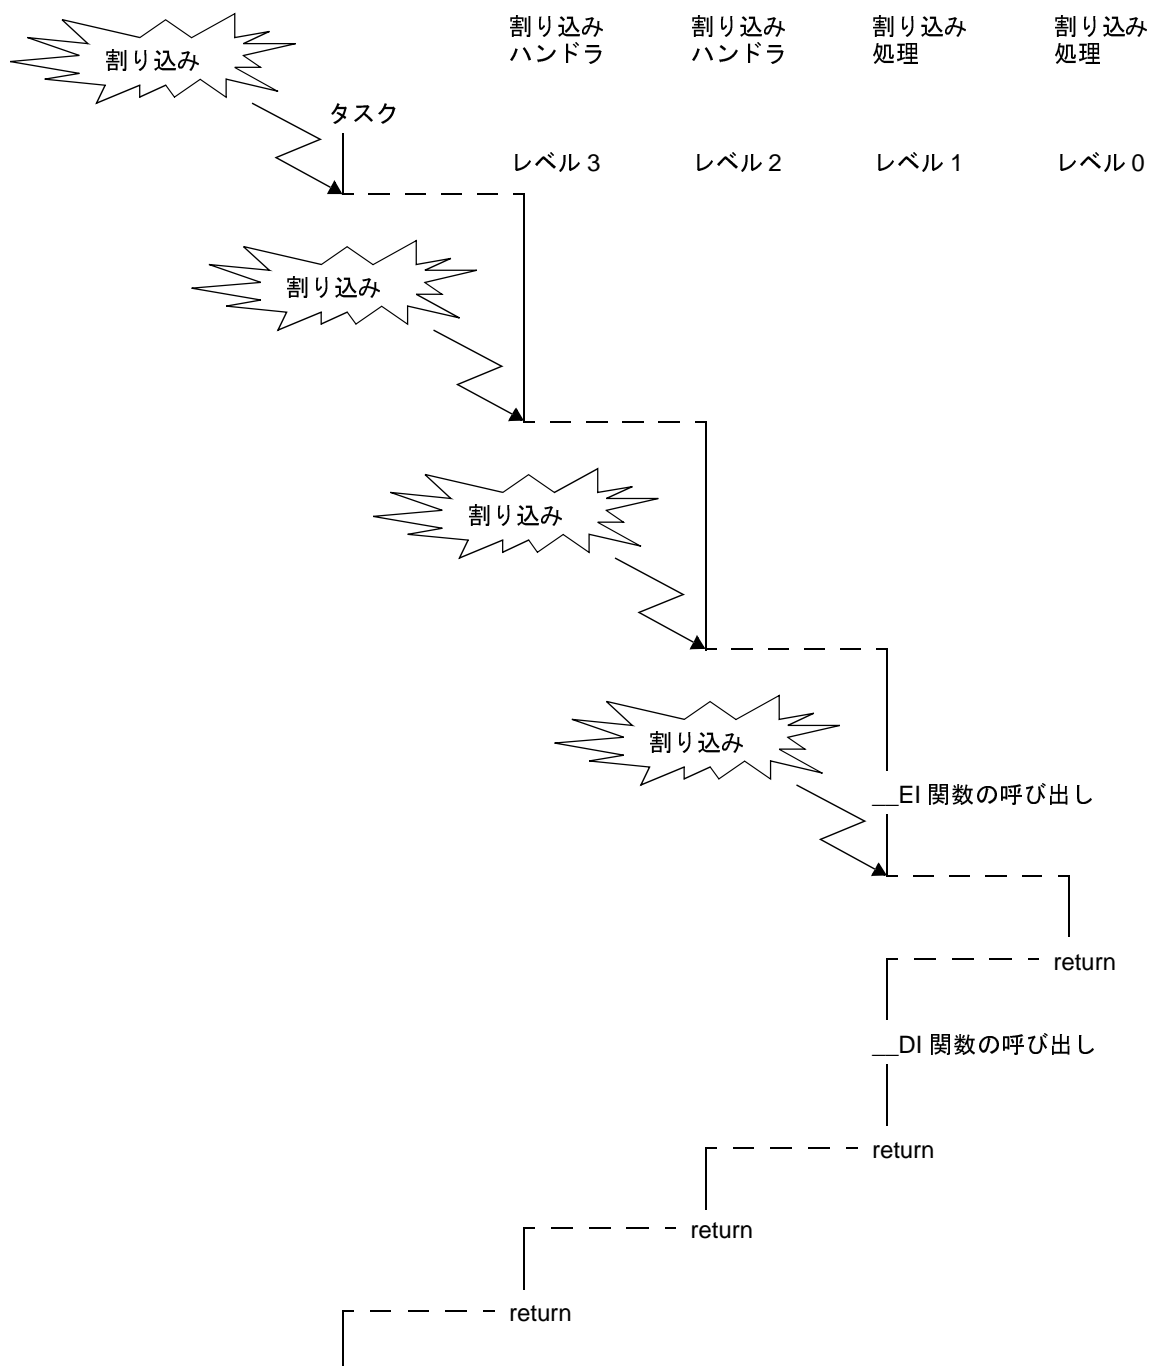 割り込み
ハンドラ
割り込み
ハンドラ
割り込み
処理
割り込み
処理
割り込み
タスク
レベル 3
レベル 2
レベル 1
レベル 0
割り込み
割り込み
割り込み
__EI 関数の呼び出し
return
__DI 関数の呼び出し
return
return
return